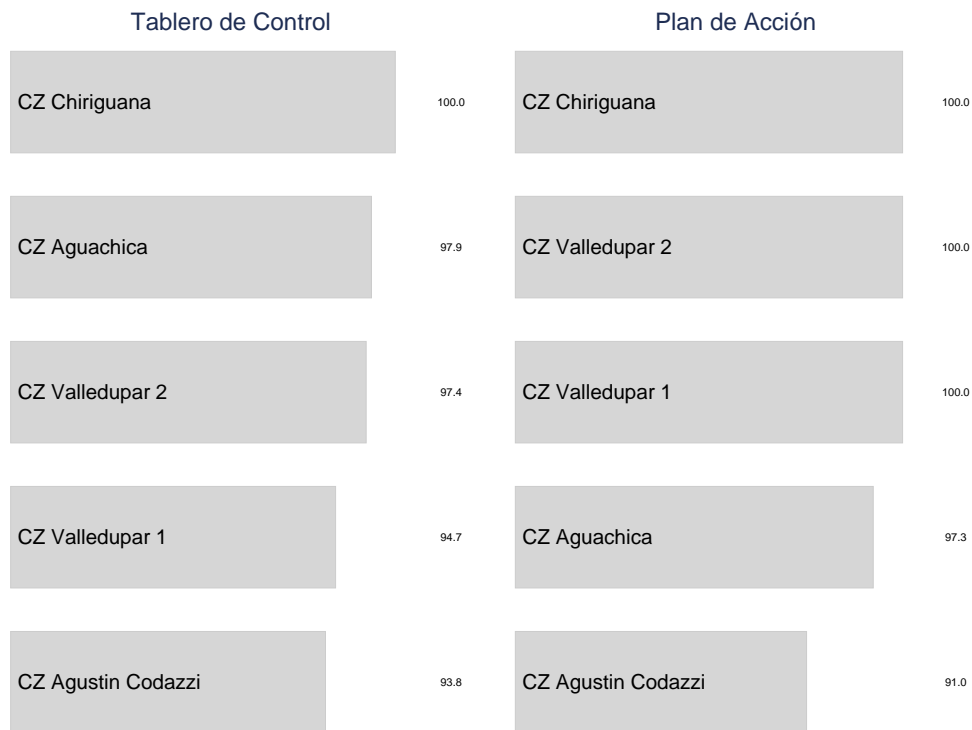 Tablero de Control
CZ Chiriguana 100.0
CZ Aguachica 97.9
CZ Valledupar 2 97.4
CZ Valledupar 1 94.7
CZ Agustin Codazzi 93.8
Plan de Acción
CZ Chiriguana 100.0
CZ Valledupar 2 100.0
CZ Valledupar 1 100.0
CZ Aguachica 97.3
CZ Agustin Codazzi 91.0